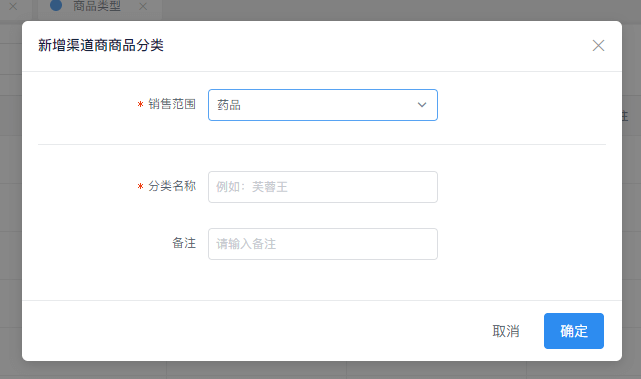 商品类型
新增渠道商商品分类
* 销售范围
药品
注
* 分类名称
例如：芙蓉王
备注
请输入备注
取消
确定